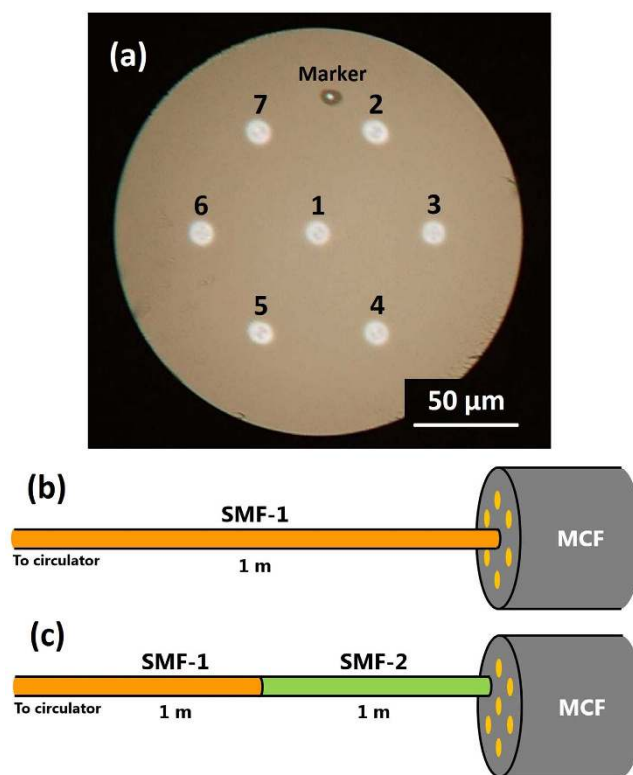 (a)
Marker
7
2
6
1
3
5
4
50 μm
(b)
SMF-1
MCF
To circulator
1 m
(c)
SMF-1
SMF-2
MCF
To circulator
1 m
1 m